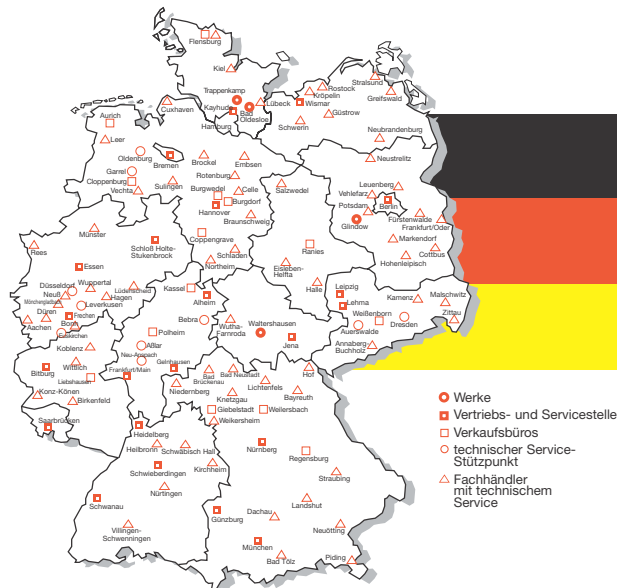 Flensburg
Kiel
Trappenkamp
Kayhude
Bad
Oldesloe
Lübeck
Hamburg
Cuxhaven
Stralsund
Rostock
Kröpelin
Wismar
Greifswald
Güstrow
Schwerin
Neubrandenburg
Neustrelitz
Aurich
Leer
Oldenburg
Bremen
Garrel
Cloppenburg
Vechta
Sulingen
Brockel
Embsen
Rotenburg
Celle
Burgwedel
Burgdorf
Hannover
Braunschweig
Coppengrave
Schladen
Northeim
Salzwedel
Leuenberg
Vehlefarz
Potsdam
Berlin
Glindow
Fürstenwalde
Frankfurt/Oder
Markendorf
Cottbus
Hohenleipisch
Ranies
Eisleben-
Helfta
Halle
Münster
Rees
Schloß Holte-
Stukenbrock
Essen
Düsseldorf
Wuppertal
Neuß
Lüdenscheid
Mönchengladbach
Hagen
Leverkusen
Düren
Frechen
Aachen
Bonn
Euskirchen
Koblenz
Kassel
Alheim
Bebra
Polheim
Aßlar
Neu-Anspach
Gelnhausen
Frankfurt/Main
Wittlich
Bitburg
Liebshausen
Konz-Könen
Birkenfeld
Saarbrücken
Leipzig
Lehma
Kamenz
Malschwitz
Zittau
Weißenborn
Dresden
Auerswalde
Annaberg-
Buchholz
Wutha-
Farnroda
Waltershausen
Jena
Niedernberg
Bad
Brückenau
Bad Neustadt
Lichtenfels
Hof
Knetzgau
Bayreuth
Giebelstadt
Weilersbach
Weikersheim
Heidelberg
Heilbronn
Schwäbisch Hall
Kirchheim
Schwieberdingen
Nürtingen
Schwanau
Villingen-
Schwenningen
Nürnberg
Regensburg
Straubing
Landshut
Dachau
Günzburg
Neuötting
München
Bad Tölz
Piding
Werke
Vertriebs- und Servicestelle
Verkaufsbüros
technischer Service-
Stützpunkt
Fachhändler
mit technischem
Service